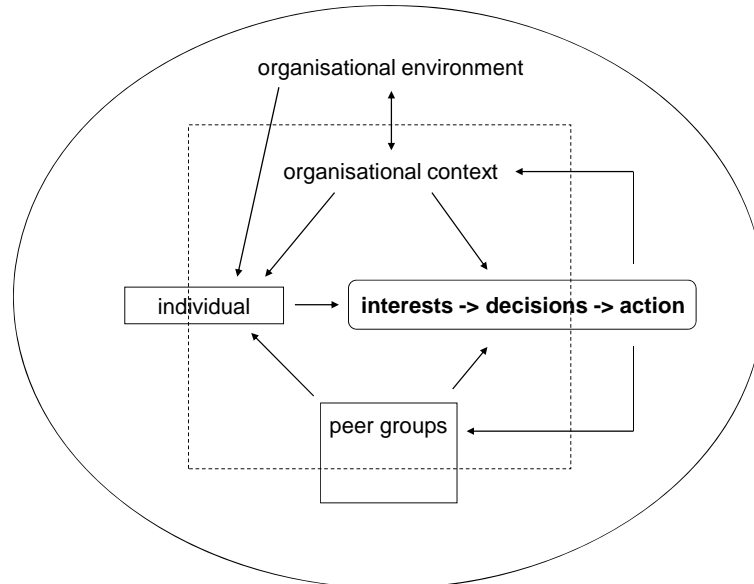 organisational environment
organisational context
individual
interests -> decisions -> action
peer groups